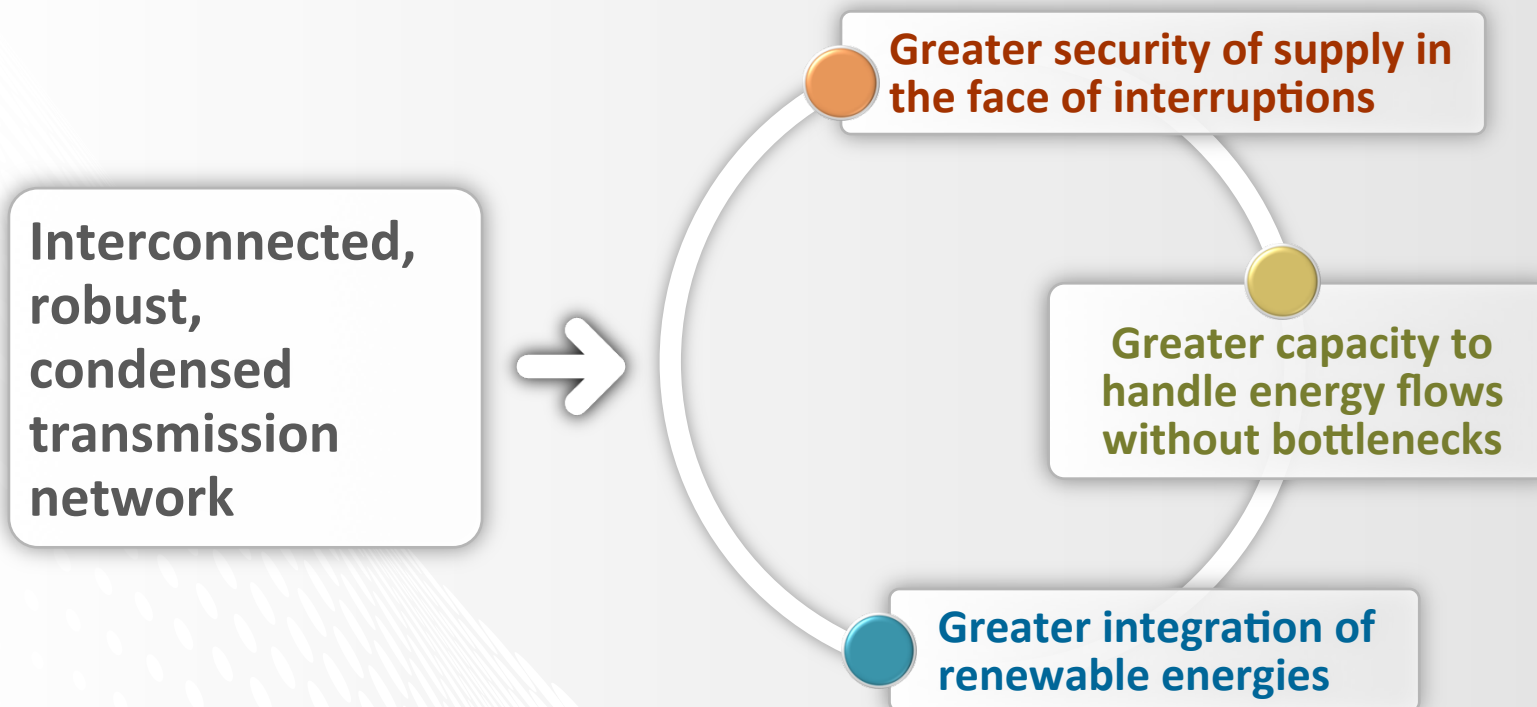 Interconnected,
robust,
condensed
transmission
network
Greater security of supply in
the face of interruptions
Greater capacity to
handle energy flows
without bottlenecks
Greater integration of
renewable energies